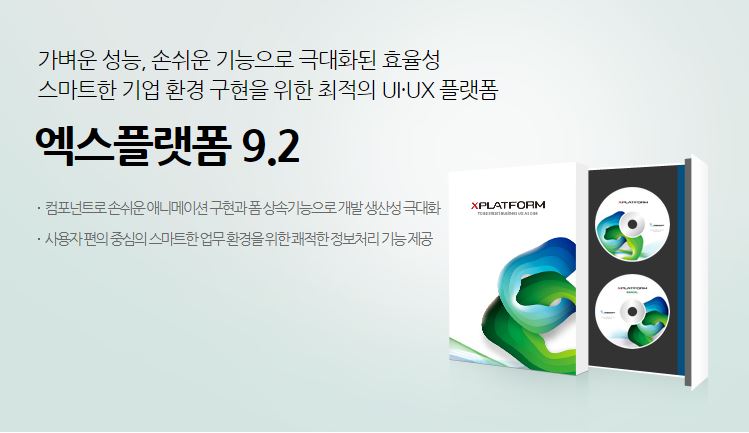 가벼운 성능, 손쉬운 기능으로 극대화된 효율성
스마트한 기업 환경 구현을 위한 최적의 UI·UX 플랫폼
엑스플랫폼 9.2
· 컴포넌트로 손쉬운 애니메이션 구현과 폼 상속기능으로 개발 생산성 극대화
· 사용자 편의 중심의 스마트한 업무 환경을 위한 쾌적한 정보처리 기능 제공
XPLATFORM
XPLATFORM
XPLATFORM